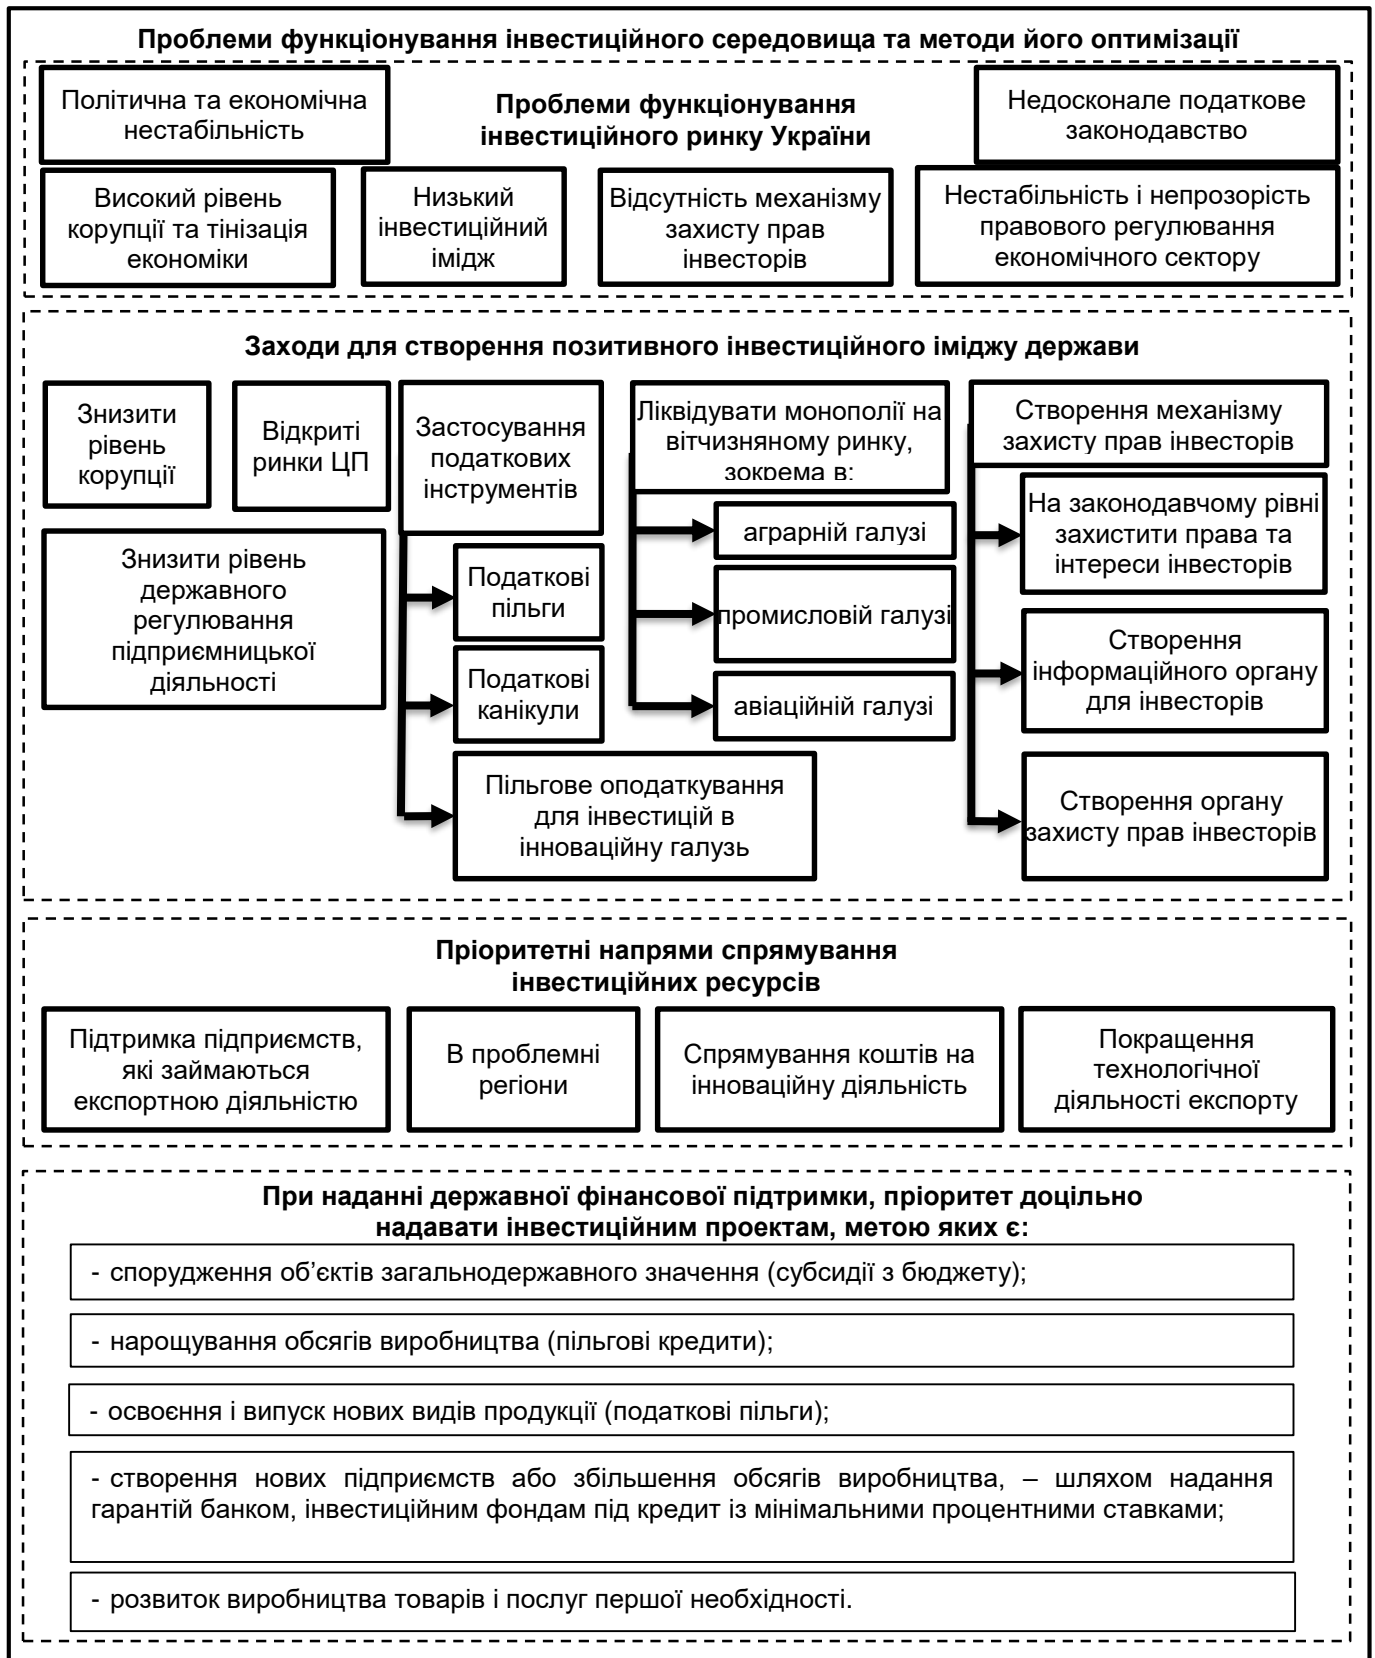 Проблеми функціонування інвестиційного середовища та методи його оптимізації
Політична та економічна
нестабільність
Проблеми функціонування
інвестиційного ринку України
Недосконале податкове
законодавство
Високий рівень
корупції та тінізація
економіки
Низький
інвестиційний
імідж
Відсутність механізму
захисту прав
інвесторів
Нестабільність і непрозорість
правового регулювання
економічного сектору
Заходи для створення позитивного інвестиційного іміджу держави
Знизити
рівень
корупції
Відкриті
ринки ЦП
Застосування
податкових
інструментів
Ліквідувати монополії на
вітчизняному ринку,
зокрема в:
Створення механізму
захисту прав інвесторів
Знизити рівень
державного
регулювання
підприємницької
діяльності
Податкові
пільги
Податкові
канікули
Пільгове оподаткування
для інвестицій в
інноваційну галузь
аграрній галузі
промисловій галузі
авіаційній галузі
На законодавчому рівні
захистити права та
інтереси інвесторів
Створення
інформаційного органу
для інвесторів
Створення органу
захисту прав інвесторів
Пріоритетні напрями спрямування
інвестиційних ресурсів
Підтримка підприємств,
які займаються
експортною діяльністю
В проблемні
регіони
Спрямування коштів на
інноваційну діяльність
Покращення
технологічної
діяльності експорту
При наданні державної фінансової підтримки, пріоритет доцільно
надавати інвестиційним проектам, метою яких є:
- спорудження об’єктів загальнодержавного значення (субсидії з бюджету);
- нарощування обсягів виробництва (пільгові кредити);
- освоєння і випуск нових видів продукції (податкові пільги);
- створення нових підприємств або збільшення обсягів виробництва, – шляхом надання
гарантій банком, інвестиційним фондам під кредит із мінімальними процентними ставками;
- розвиток виробництва товарів і послуг першої необхідності.